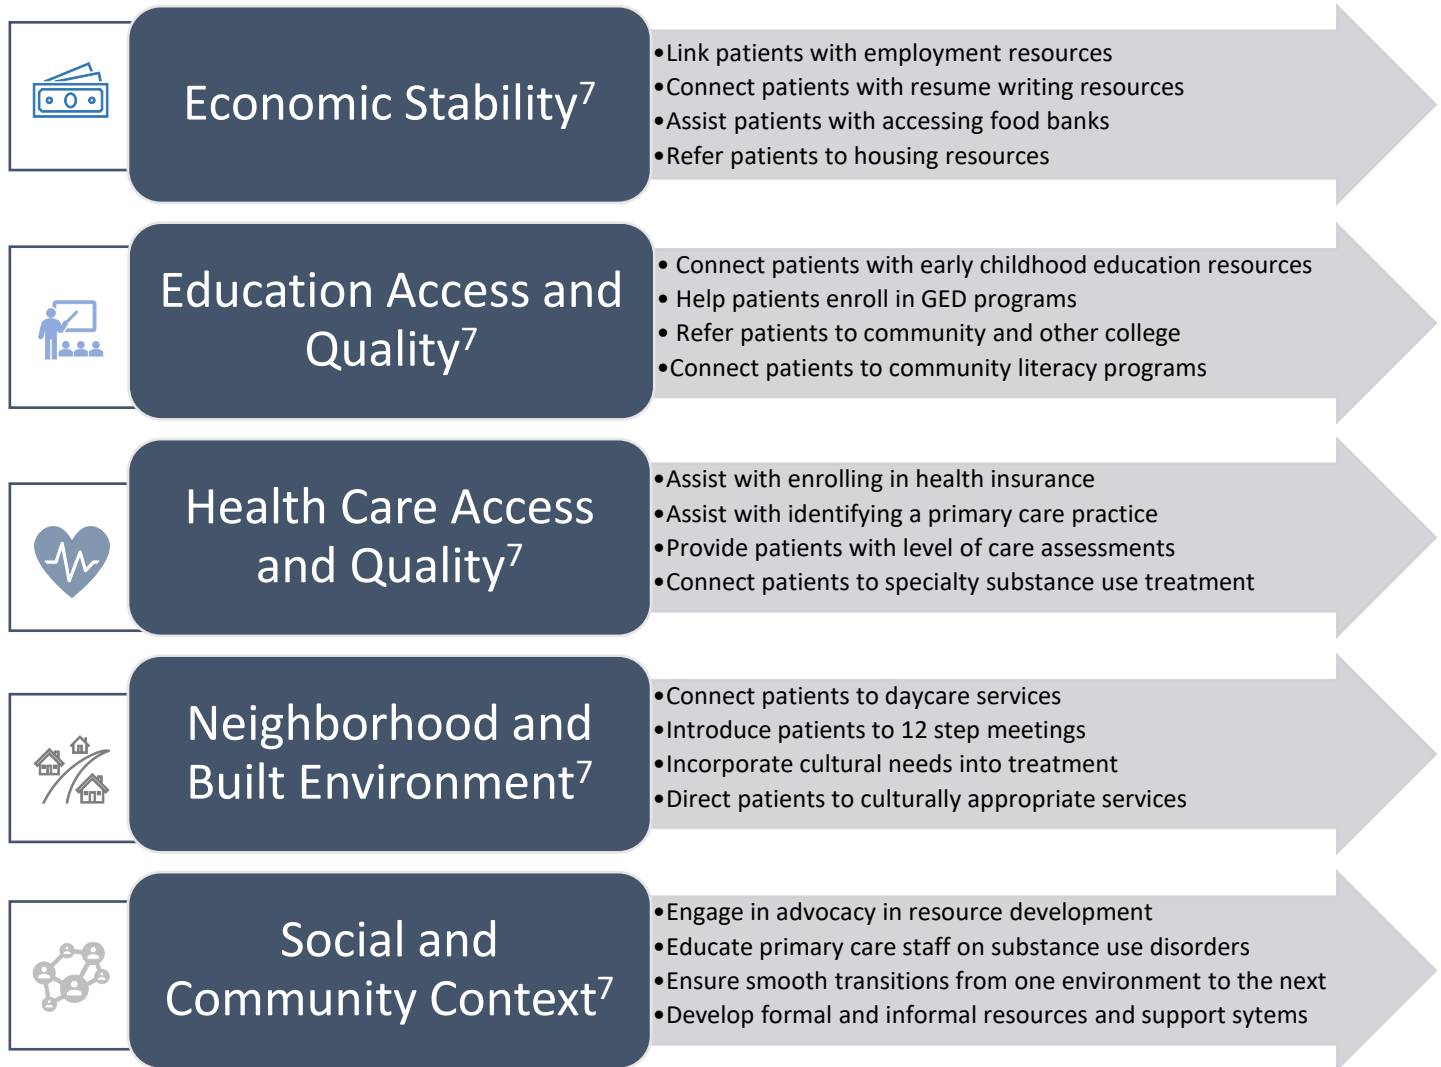 Economic Stability⁷
•Link patients with employment resources
•Connect patients with resume writing resources
•Assist patients with accessing food banks
•Refer patients to housing resources
Education Access and
Quality⁷
• Connect patients with early childhood education resources
• Help patients enroll in GED programs
• Refer patients to community and other college
•Connect patients to community literacy programs
Health Care Access
and Quality⁷
•Assist with enrolling in health insurance
•Assist with identifying a primary care practice
•Provide patients with level of care assessments
•Connect patients to specialty substance use treatment
Neighborhood and
Built Environment⁷
•Connect patients to daycare services
•Introduce patients to 12 step meetings
•Incorporate cultural needs into treatment
•Direct patients to culturally appropriate services
Social and
Community Context⁷
•Engage in advocacy in resource development
•Educate primary care staff on substance use disorders
•Ensure smooth transitions from one environment to the next
•Develop formal and informal resources and support sytems